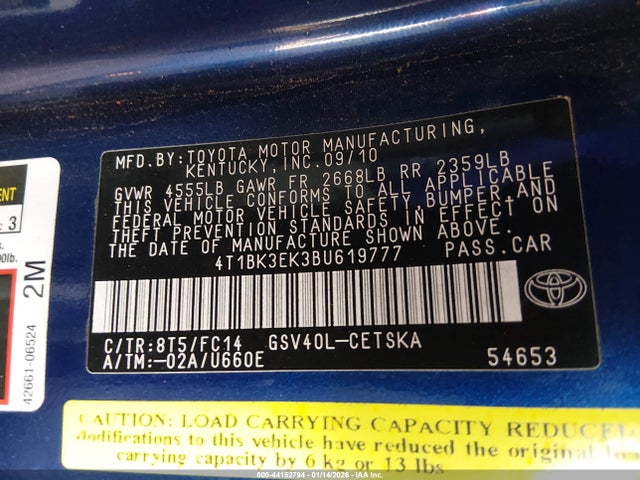 MFD. BY: TOYOTA MOTOR MANUFACTURING,
KENTUCKY, INC. 09/10
GVWR 4555LB GAWR FR 2668LB RR 2359LB
THIS VEHICLE CONFORMS TO ALL APPLICABLE
FEDERAL MOTOR VEHICLE SAFETY, BUMPER, AND
THEFT PREVENTION STANDARDS IN EFFECT ON
THE DATE OF MANUFACTURE SHOWN ABOVE.
4T1BK3EK3BU619777 PASS.CAR
C/TR:8T5/FC14 GSV40L-CETSKA
A/TM:-02A/U660E 54653
TOYOTA
3
2M
42661-06524
CAUTION: LOAD CARRYING CAPACITY REDUCED
Modifications to this vehicle have reduced the original
carrying capacity by 6 kg or 13 lbs
000-44152794 - 01/14/2026 - IAA Inc.